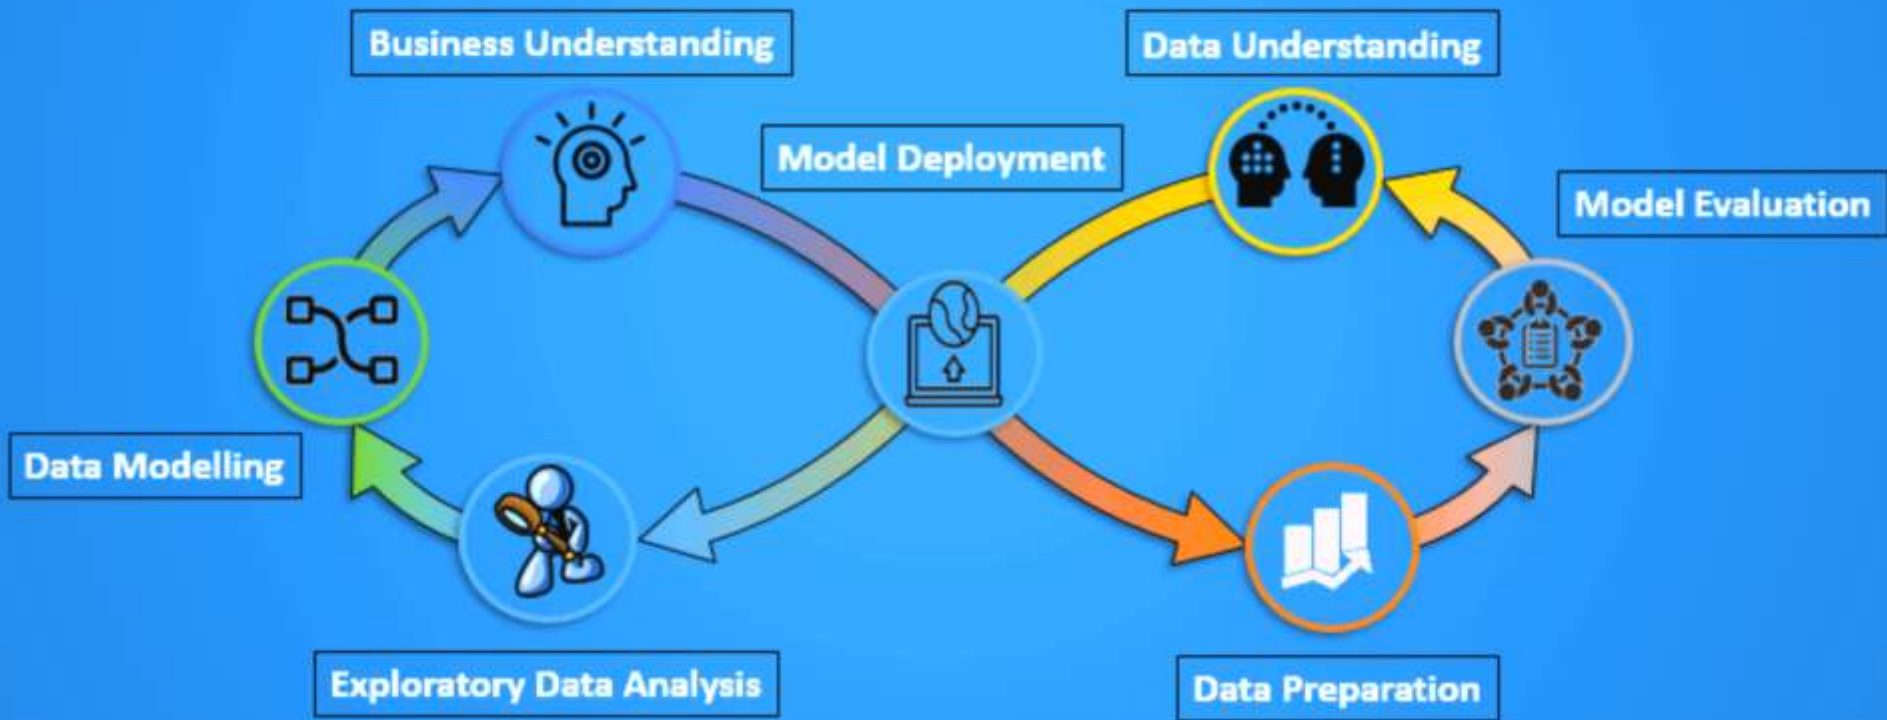 Business Understanding
Data Understanding
Model Deployment
Model Evaluation
Data Modelling
Exploratory Data Analysis
Data Preparation